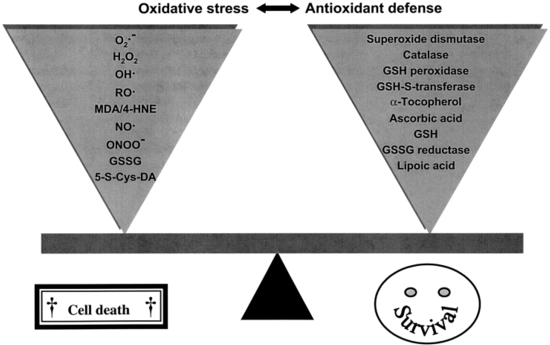 Oxidative stress ⟷ Antioxidant defense
O₂·⁻
H₂O₂
OH·
RO·
MDA/4-HNE
NO·
ONOO⁻
GSSG
5-S-Cys-DA
Superoxide dismutase
Catalase
GSH peroxidase
GSH-S-transferase
α-Tocopherol
Ascorbic acid
GSH
GSSG reductase
Lipoic acid
† Cell death †
Survival